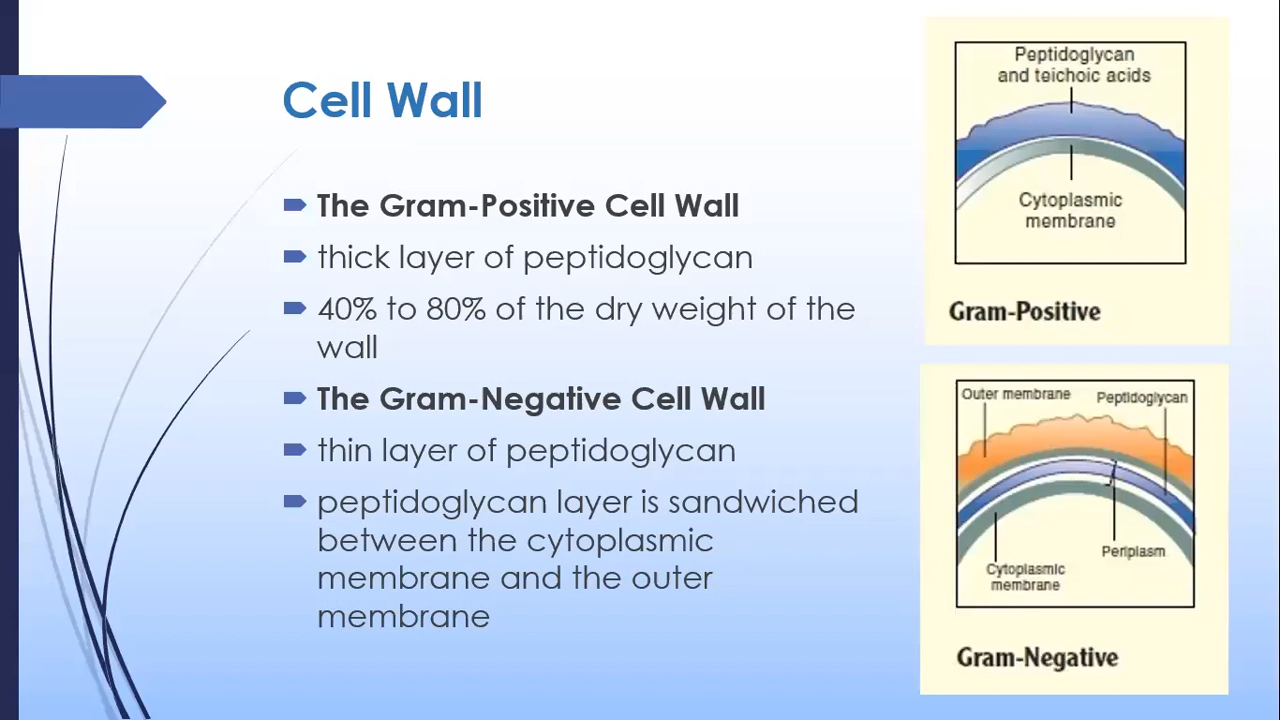 Cell Wall
The Gram-Positive Cell Wall
thick layer of peptidoglycan
40% to 80% of the dry weight of the
wall
The Gram-Negative Cell Wall
thin layer of peptidoglycan
peptidoglycan layer is sandwiched
between the cytoplasmic
membrane and the outer
membrane
Peptidoglycan
and teichoic acids
Cytoplasmic
membrane
Gram-Positive
Outer membrane
Peptidoglycan
Periplasm
Cytoplasmic
membrane
Gram-Negative